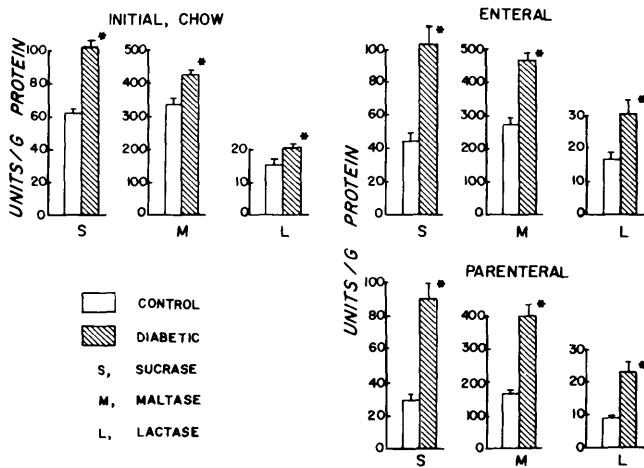 INITIAL, CHOW
UNITS/G PROTEIN
100
80
60
40
20
0
S
*
500
400
300
200
100
0
M
*
20
10
0
L
*
CONTROL
DIABETIC
S, SUCRASE
M, MALTASE
L, LACTASE
ENTERAL
UNITS/G PROTEIN
100
80
60
40
20
0
S
*
500
400
300
200
100
0
M
*
30
20
10
0
L
*
PARENTERAL
100
80
60
40
20
0
S
*
400
300
200
100
0
M
*
30
20
10
0
L
*